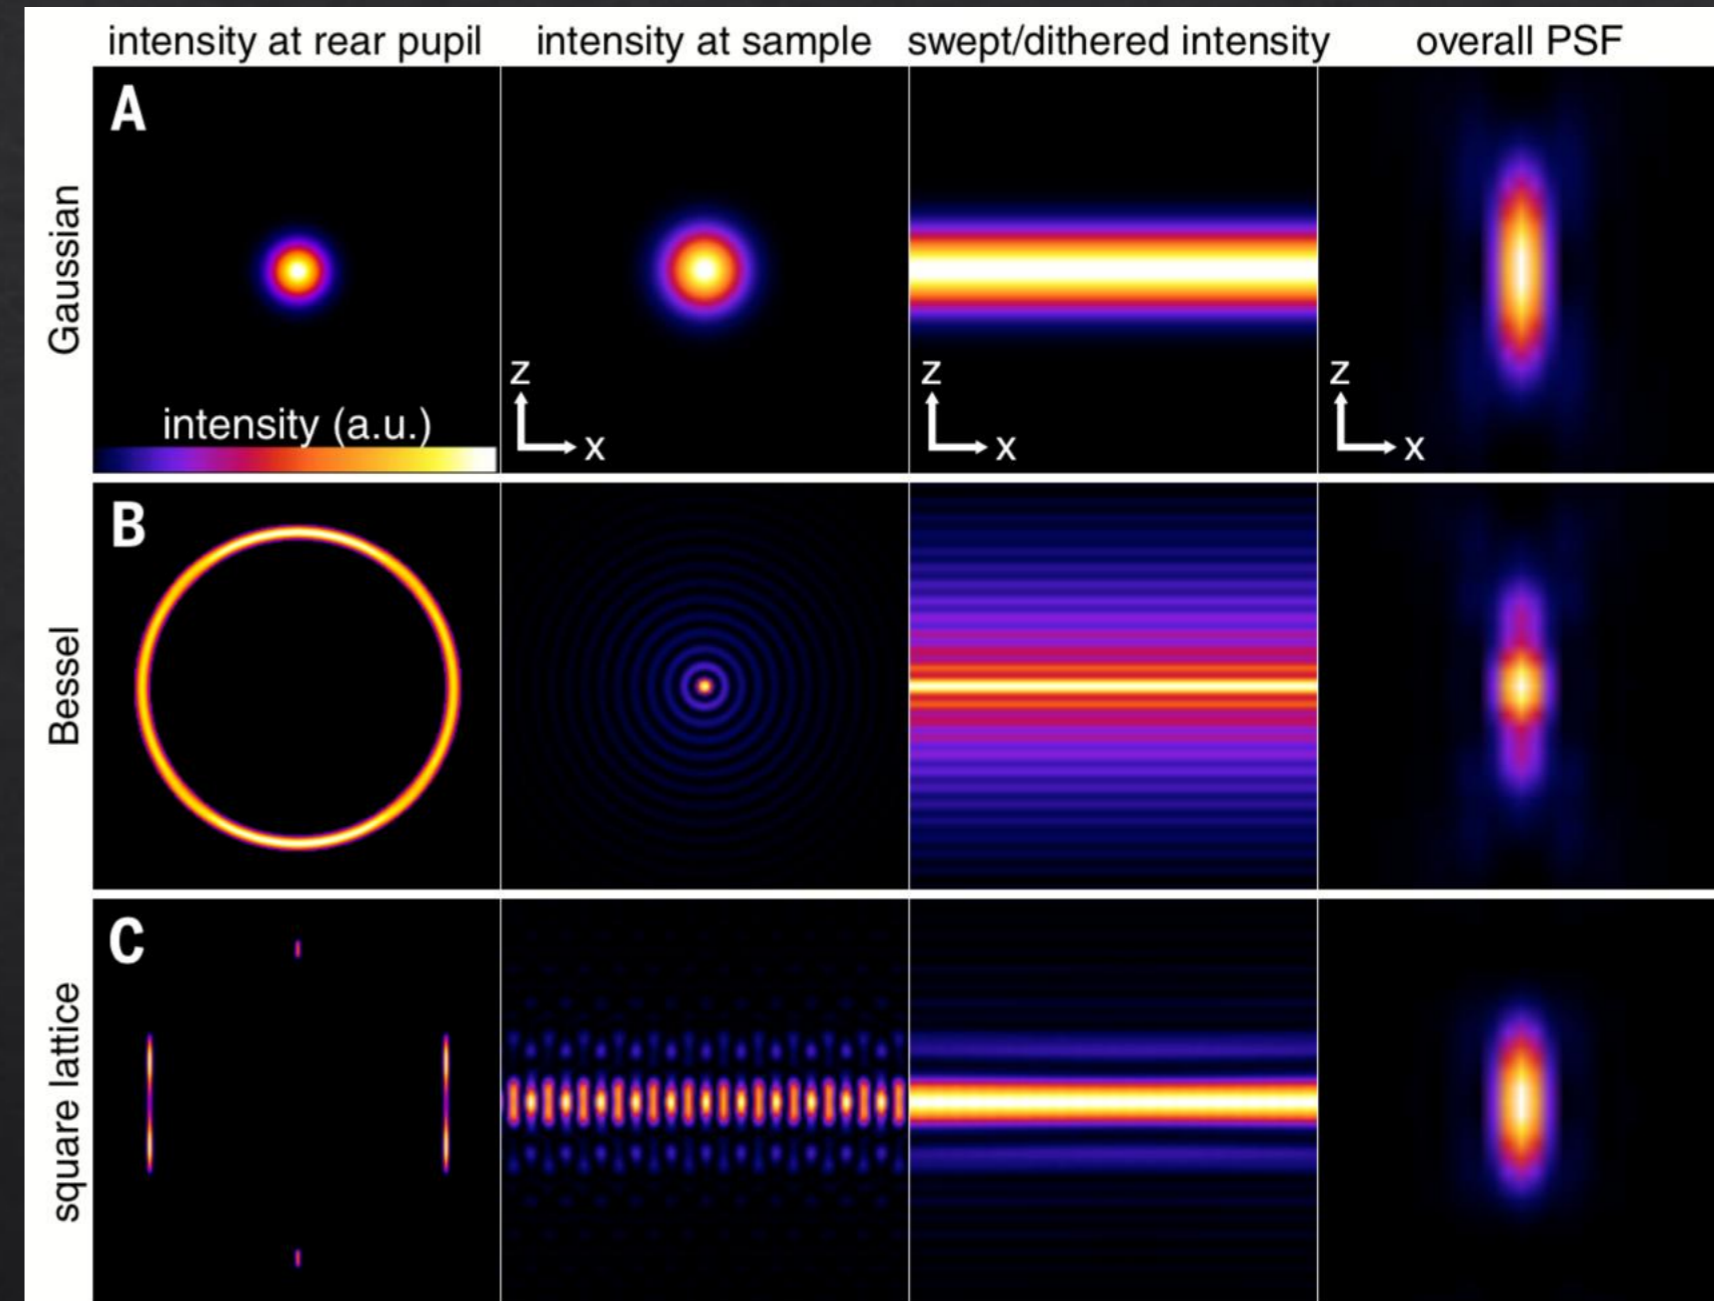 intensity at rear pupil
intensity at sample
swept/dithered intensity
overall PSF
A
Gaussian
intensity (a.u.)
z
x
z
x
z
x
B
Bessel
C
square lattice